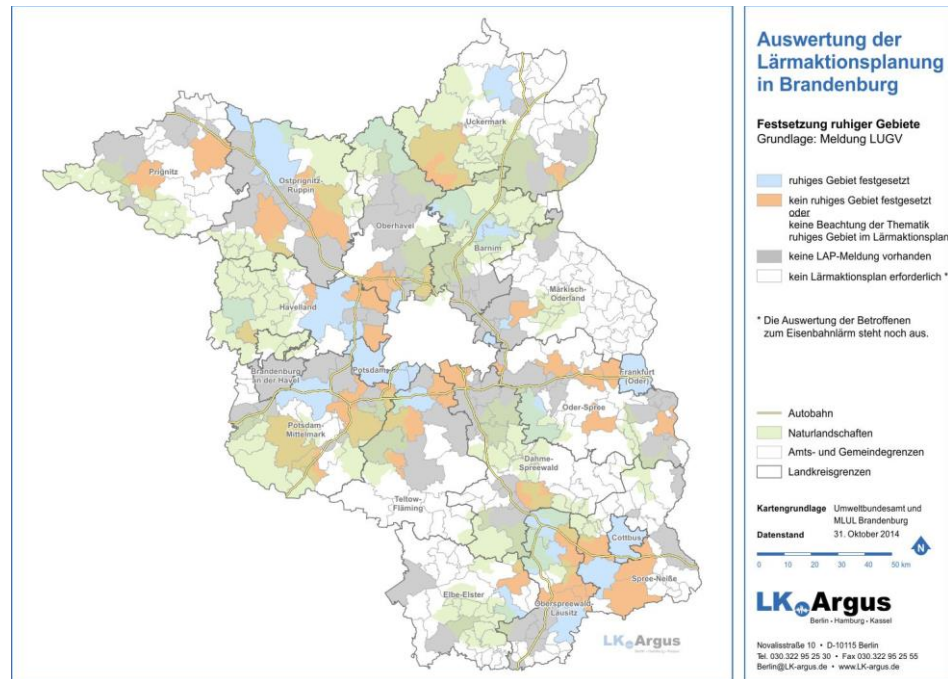 Uckermark
Prignitz
Ostprignitz-
Ruppin
Oberhavel
Barnim
Havelland
Märkisch-
Oderland
Brandenburg
an der Havel
Potsdam
Frankfurt
(Oder)
Oder-Spree
Potsdam-
Mittelmark
Dahme-
Spreewald
Teltow-
Fläming
Cottbus
Spree-Neiße
Elbe-Elster
Oberspreewald
Lausitz
LK Argus
Auswertung der
Lärmaktionsplanung
in Brandenburg
Festsetzung ruhiger Gebiete
Grundlage: Meldung LUGV
ruhiges Gebiet festgesetzt
kein ruhiges Gebiet festgesetzt
oder
keine Beachtung der Thematik
ruhiges Gebiet im Lärmaktionsplan
keine LAP-Meldung vorhanden
kein Lärmaktionsplan erforderlich *
* Die Auswertung der Betroffenen
zum Eisenbahnlärm steht noch aus.
Autobahn
Naturlandschaften
Amts- und Gemeindegrenzen
Landkreisgrenzen
Kartengrundlage Umweltbundesamt und
MLUL Brandenburg
Datenstand 31. Oktober 2014
N
0 10 20 30 40 50 km
LK Argus
Berlin • Hamburg • Kassel
Novalisstraße 10 • D-10115 Berlin
Tel. 030.322 95 25 30 • Fax 030.322 95 25 55
Berlin@LK-argus.de • www.LK-argus.de